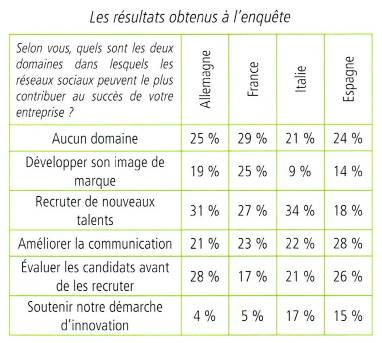 Les résultats obtenus à l'enquête
Selon vous, quels sont les deux
domaines dans lesquels les
réseaux sociaux peuvent le plus
contribuer au succès de votre
entreprise ?
Allemagne
France
Italie
Espagne
Aucun domaine 25 % 29 % 21 % 24 %
Développer son image de
marque 19 % 25 % 9 % 14 %
Recruter de nouveaux
talents 31 % 27 % 34 % 18 %
Améliorer la communication 21 % 23 % 22 % 28 %
Évaluer les candidats avant
de les recruter 28 % 17 % 21 % 26 %
Soutenir notre démarche
d'innovation 4 % 5 % 17 % 15 %